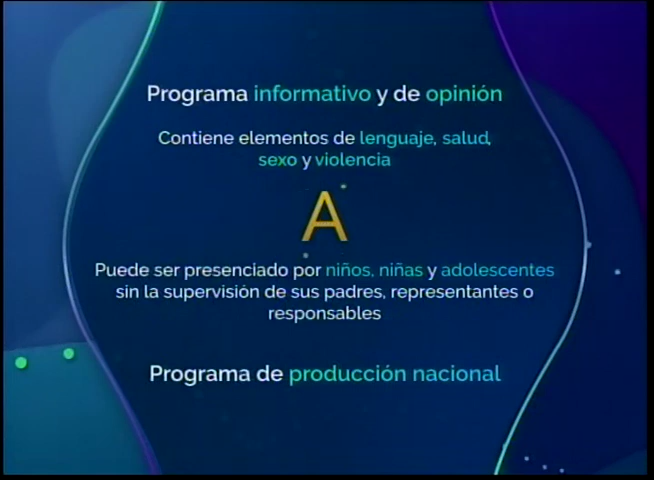 Programa informativo y de opinión
Contiene elementos de lenguaje, salud,
sexo y violencia
A
Puede ser presenciado por niños, niñas y adolescentes
sin la supervisión de sus padres, representantes o
responsables
Programa de producción nacional